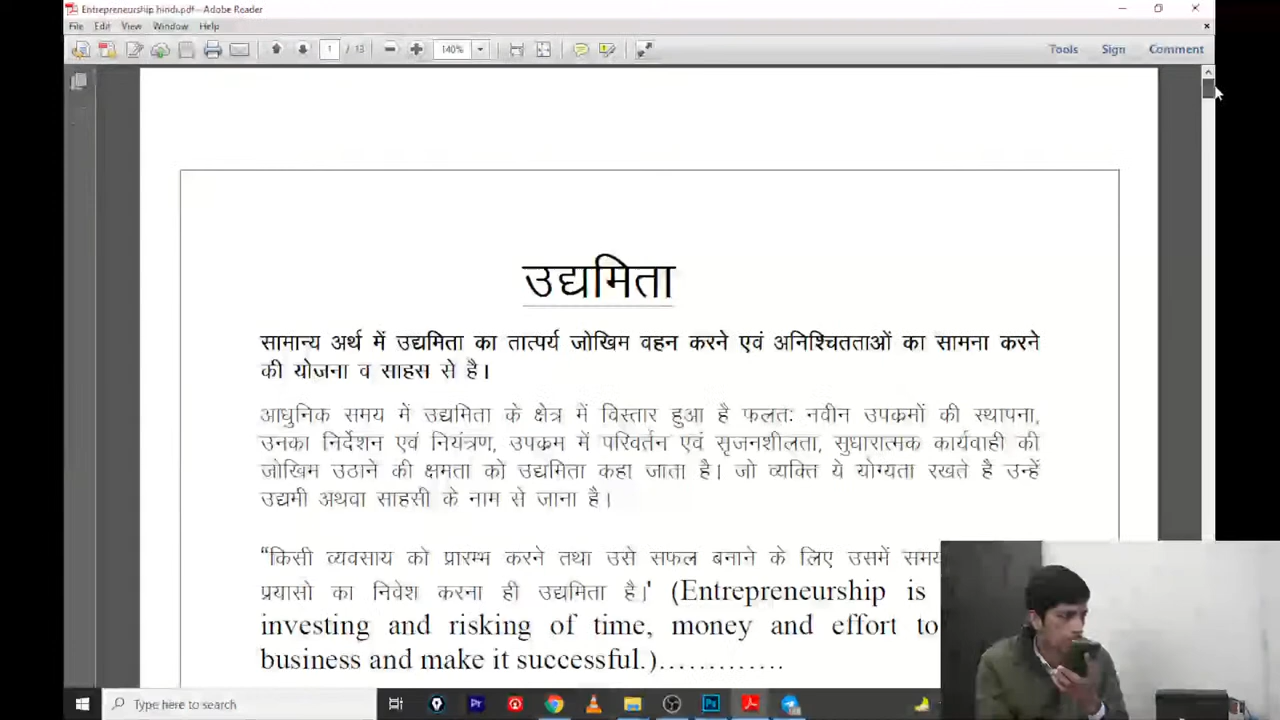 Entrepreneurship hindi.pdf - Adobe Reader
File Edit View Window Help
1 / 13 140% Tools Sign Comment
उद्यमिता
सामान्य अर्थ में उद्यमिता का तात्पर्य जोखिम वहन करने एवं अनिश्चितताओं का सामना करने
की योजना व साहस से है।
आधुनिक समय में उद्यमिता के क्षेत्र में विस्तार हुआ है फलत: नवीन उपक्रमों की स्थापना,
उनका निर्देशन एवं नियंत्रण, उपक्रम में परिवर्तन एवं सृजनशीलता, सुधारात्मक कार्यवाही की
जोखिम उठाने की क्षमता को उद्यमिता कहा जाता है। जो व्यक्ति ये योग्यता रखते है उन्हें
उद्यमी अथवा साहसी के नाम से जाना है।
“किसी व्यवसाय को प्रारम्भ करने तथा उसे सफल बनाने के लिए उसमें
प्रयासो का निवेश करना ही उद्यमिता है।' (Entrepreneurship is
investing and risking of time, money and effort to
business and make it successful.)………….
Type here to search